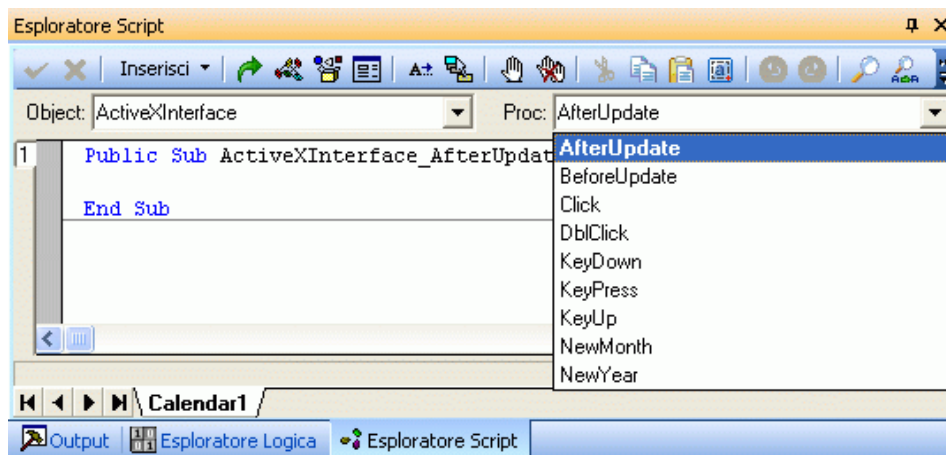 Esploratore Script
Inserisci
Object: ActiveXInterface Proc: AfterUpdate
1 Public Sub ActiveXInterface_AfterUpdat
End Sub
AfterUpdate
BeforeUpdate
Click
DblClick
KeyDown
KeyPress
KeyUp
NewMonth
NewYear
Calendar1
Output Esploratore Logica Esploratore Script